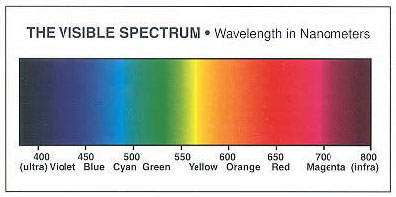 THE VISIBLE SPECTRUM • Wavelength in Nanometers
400 450 500 550 600 650 700 800
(ultra) Violet Blue Cyan Green Yellow Orange Red Magenta (infra)